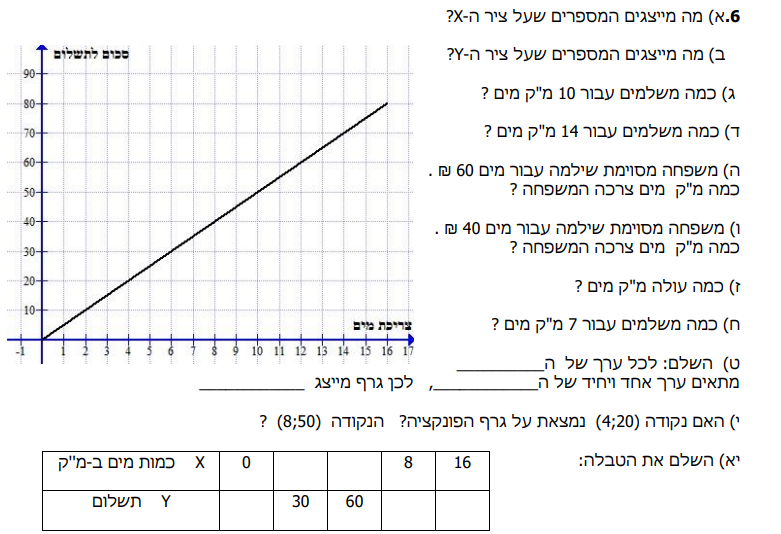 6.א) מה מייצגים המספרים שעל ציר ה-X?
ב) מה מייצגים המספרים שעל ציר ה-Y?
ג) כמה משלמים עבור 10 מ"ק מים ?
ד) כמה משלמים עבור 14 מ"ק מים ?
ה) משפחה מסוימת שילמה עבור מים 60 ₪ .
כמה מ"ק מים צרכה המשפחה ?
ו) משפחה מסוימת שילמה עבור מים 40 ₪ .
כמה מ"ק מים צרכה המשפחה ?
ז) כמה עולה מ"ק מים ?
ח) כמה משלמים עבור 7 מ"ק מים ?
סכום לתשלום
90
80
70
60
50
40
30
20
10
צריכת מים
-1 1 2 3 4 5 6 7 8 9 10 11 12 13 14 15 16 17
ט) השלם: לכל ערך של ה__________
מתאים ערך אחד ויחיד של ה____________, לכן גרף מייצג ____________
י) האם נקודה (4;20) נמצאת על גרף הפונקציה? הנקודה (8;50) ?
יא) השלם את הטבלה:
X כמות מים ב-מ"ק 0 8 16
Y תשלום 30 60